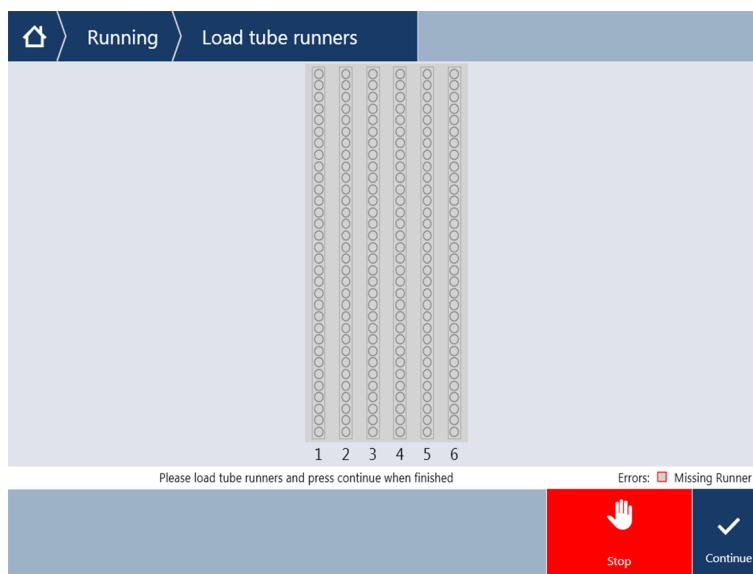 Running
Load tube runners
1 2 3 4 5 6
Please load tube runners and press continue when finished
Errors: Missing Runner
Stop
Continue